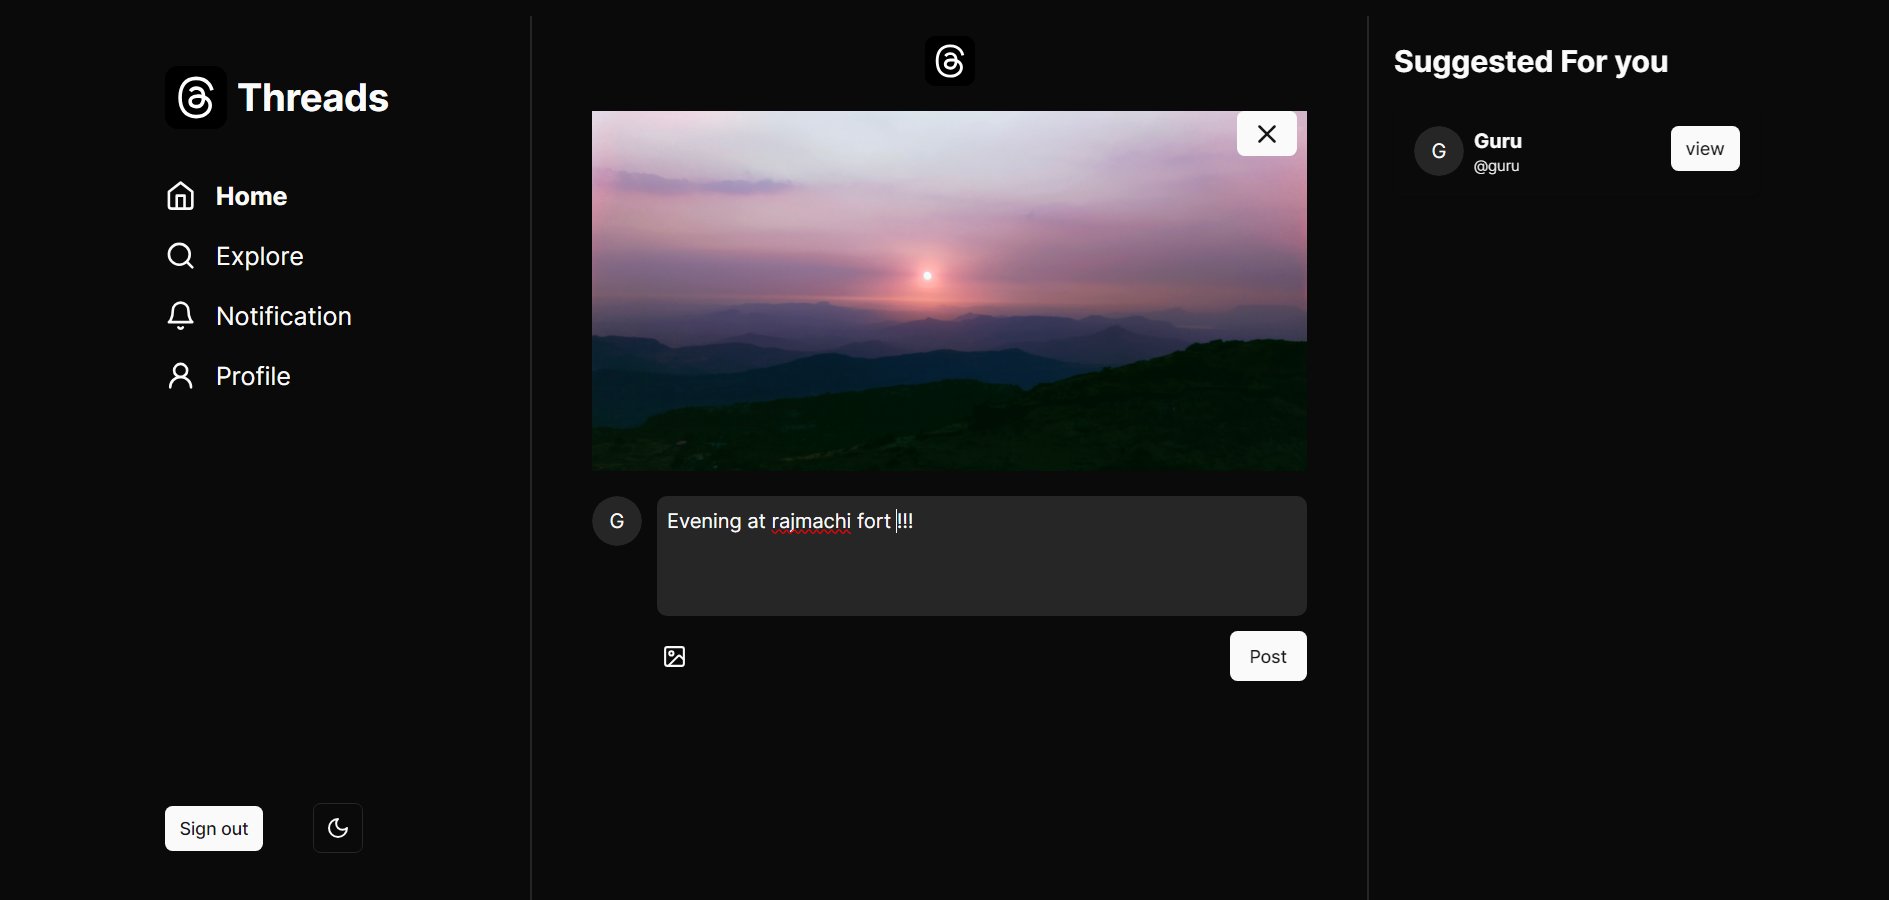 Threads
Home
Explore
Notification
Profile
Sign out
G
Evening at rajmachi fort !!!
Post
Suggested For you
G
Guru
@guru
view